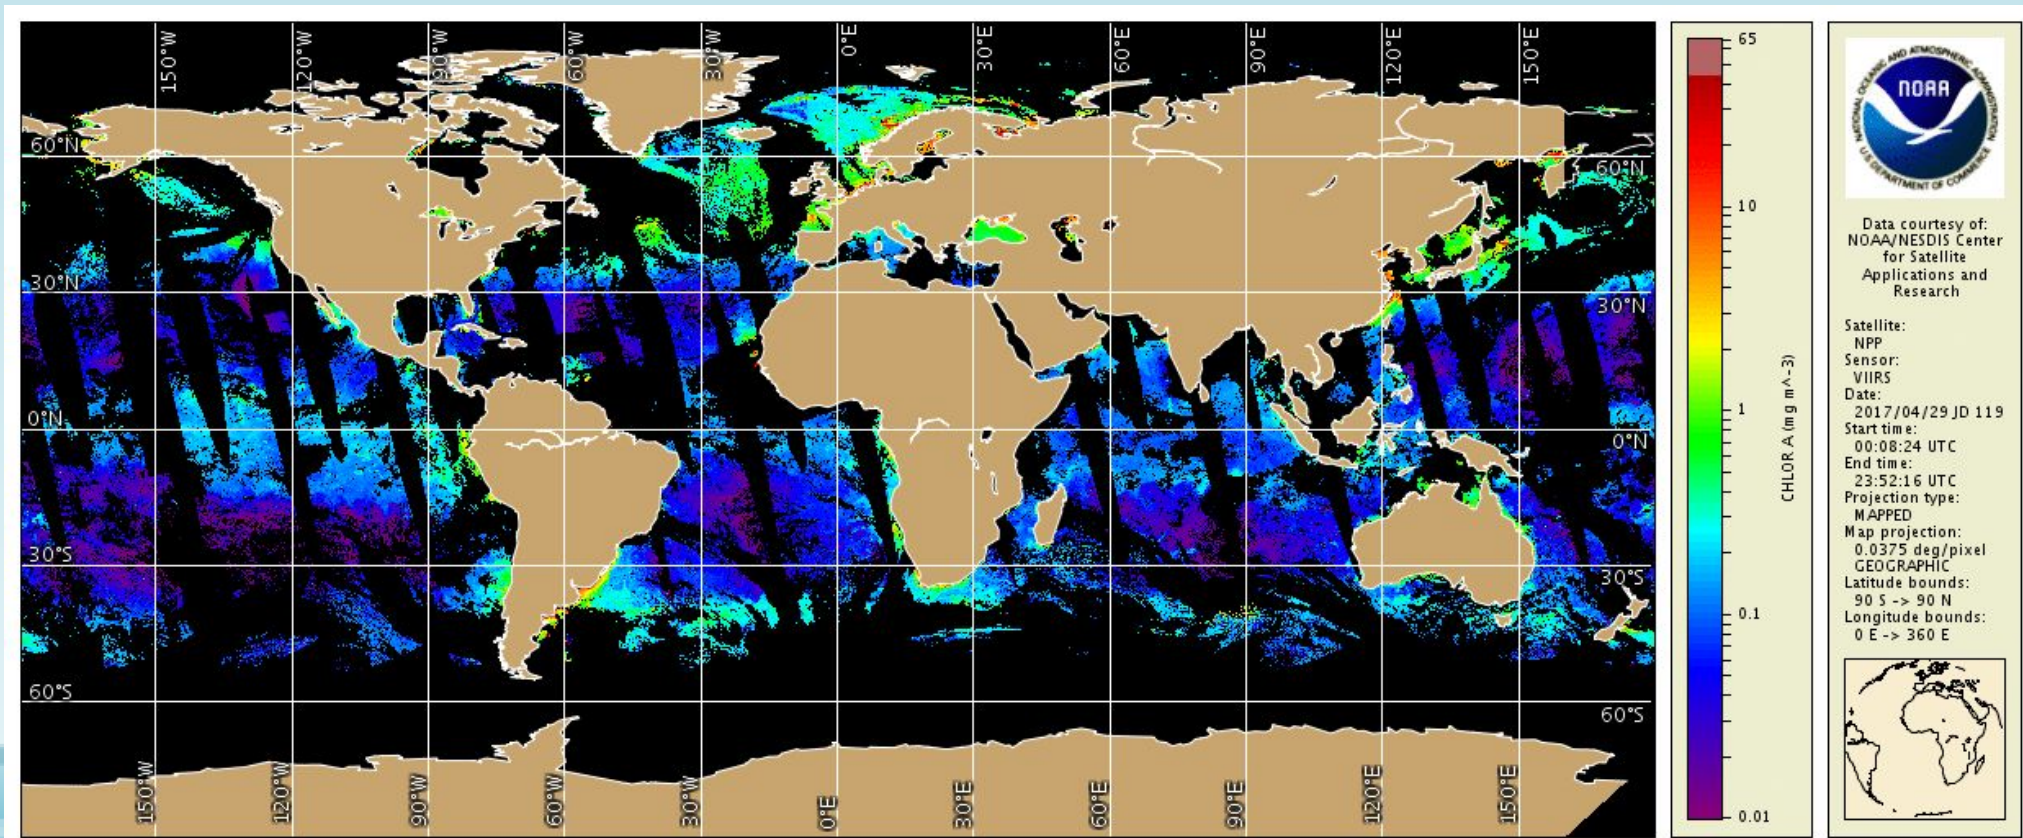 150°W 120°W 90°W 60°W 30°W 0°E 30°E 60°E 90°E 120°E 150°E
60°N 60°N
30°N 30°N
0°N 0°N
30°S 30°S
60°S 60°S
150°W 120°W 90°W 60°W 30°W 0°E 30°E 60°E 90°E 120°E 150°E
65
10
1
0.1
0.01
CHLOR A (mg m^-3)
NATIONAL OCEANIC AND ATMOSPHERIC ADMINISTRATION
NOAA
U.S. DEPARTMENT OF COMMERCE
Data courtesy of:
NOAA/NESDIS Center
for Satellite
Applications and
Research
Satellite:
NPP
Sensor:
VIIRS
Date:
2017/04/29 JD 119
Start time:
00:08:24 UTC
End time:
23:52:16 UTC
Projection type:
MAPPED
Map projection:
0.0375 deg/pixel
GEOGRAPHIC
Latitude bounds:
90 S -> 90 N
Longitude bounds:
0 E -> 360 E